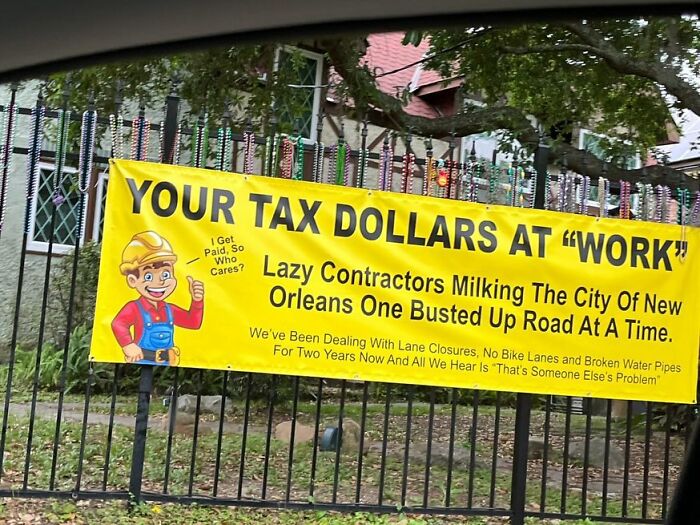 YOUR TAX DOLLARS AT “WORK”
I Get
Paid, So
Who
Cares?
Lazy Contractors Milking The City Of New
Orleans One Busted Up Road At A Time.
We've Been Dealing With Lane Closures, No Bike Lanes and Broken Water Pipes
For Two Years Now And All We Hear Is “That's Someone Else's Problem”